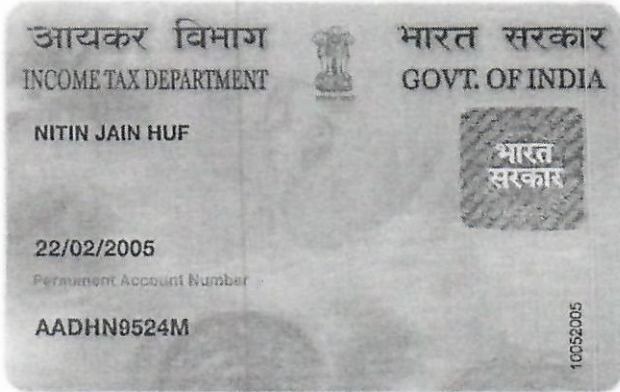 आयकर विभाग
INCOME TAX DEPARTMENT
भारत सरकार
GOVT. OF INDIA
NITIN JAIN HUF
भारत
सरकार
22/02/2005
Permanent Account Number
AADHN9524M
10052005